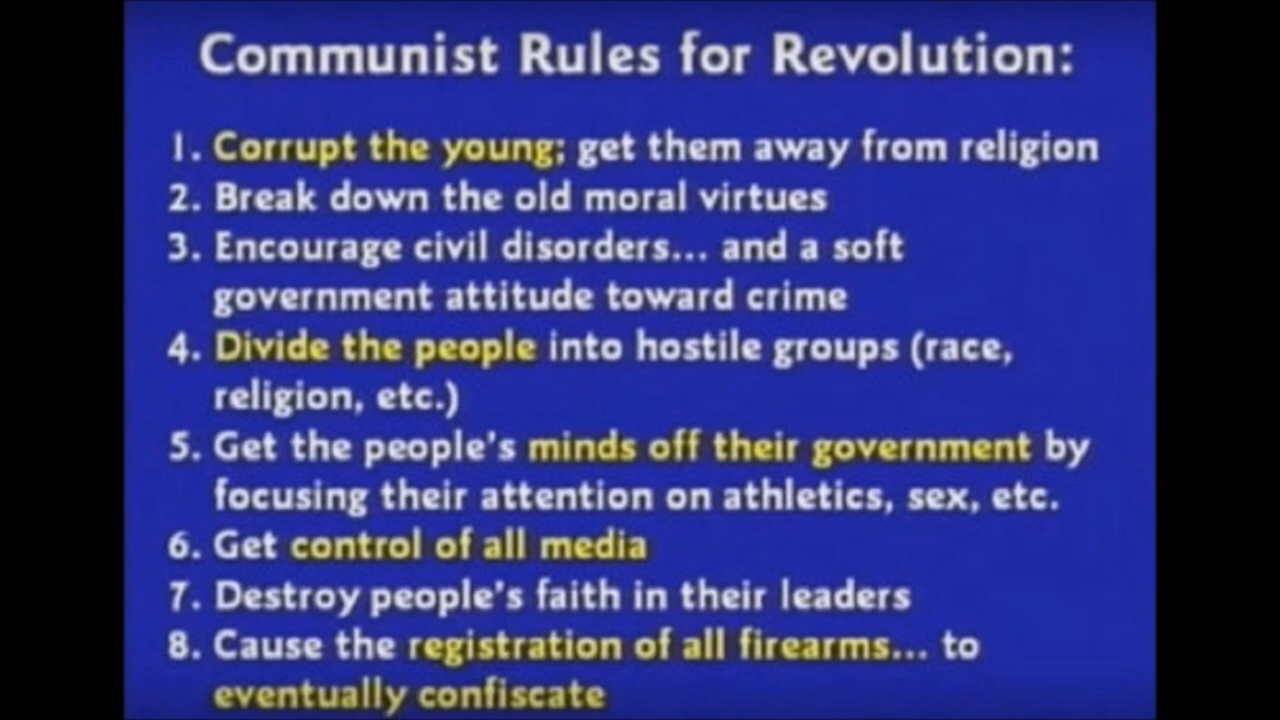 Communist Rules for Revolution:
1. Corrupt the young; get them away from religion
2. Break down the old moral virtues
3. Encourage civil disorders... and a soft
government attitude toward crime
4. Divide the people into hostile groups (race,
religion, etc.)
5. Get the people's minds off their government by
focusing their attention on athletics, sex, etc.
6. Get control of all media
7. Destroy people's faith in their leaders
8. Cause the registration of all firearms... to
eventually confiscate